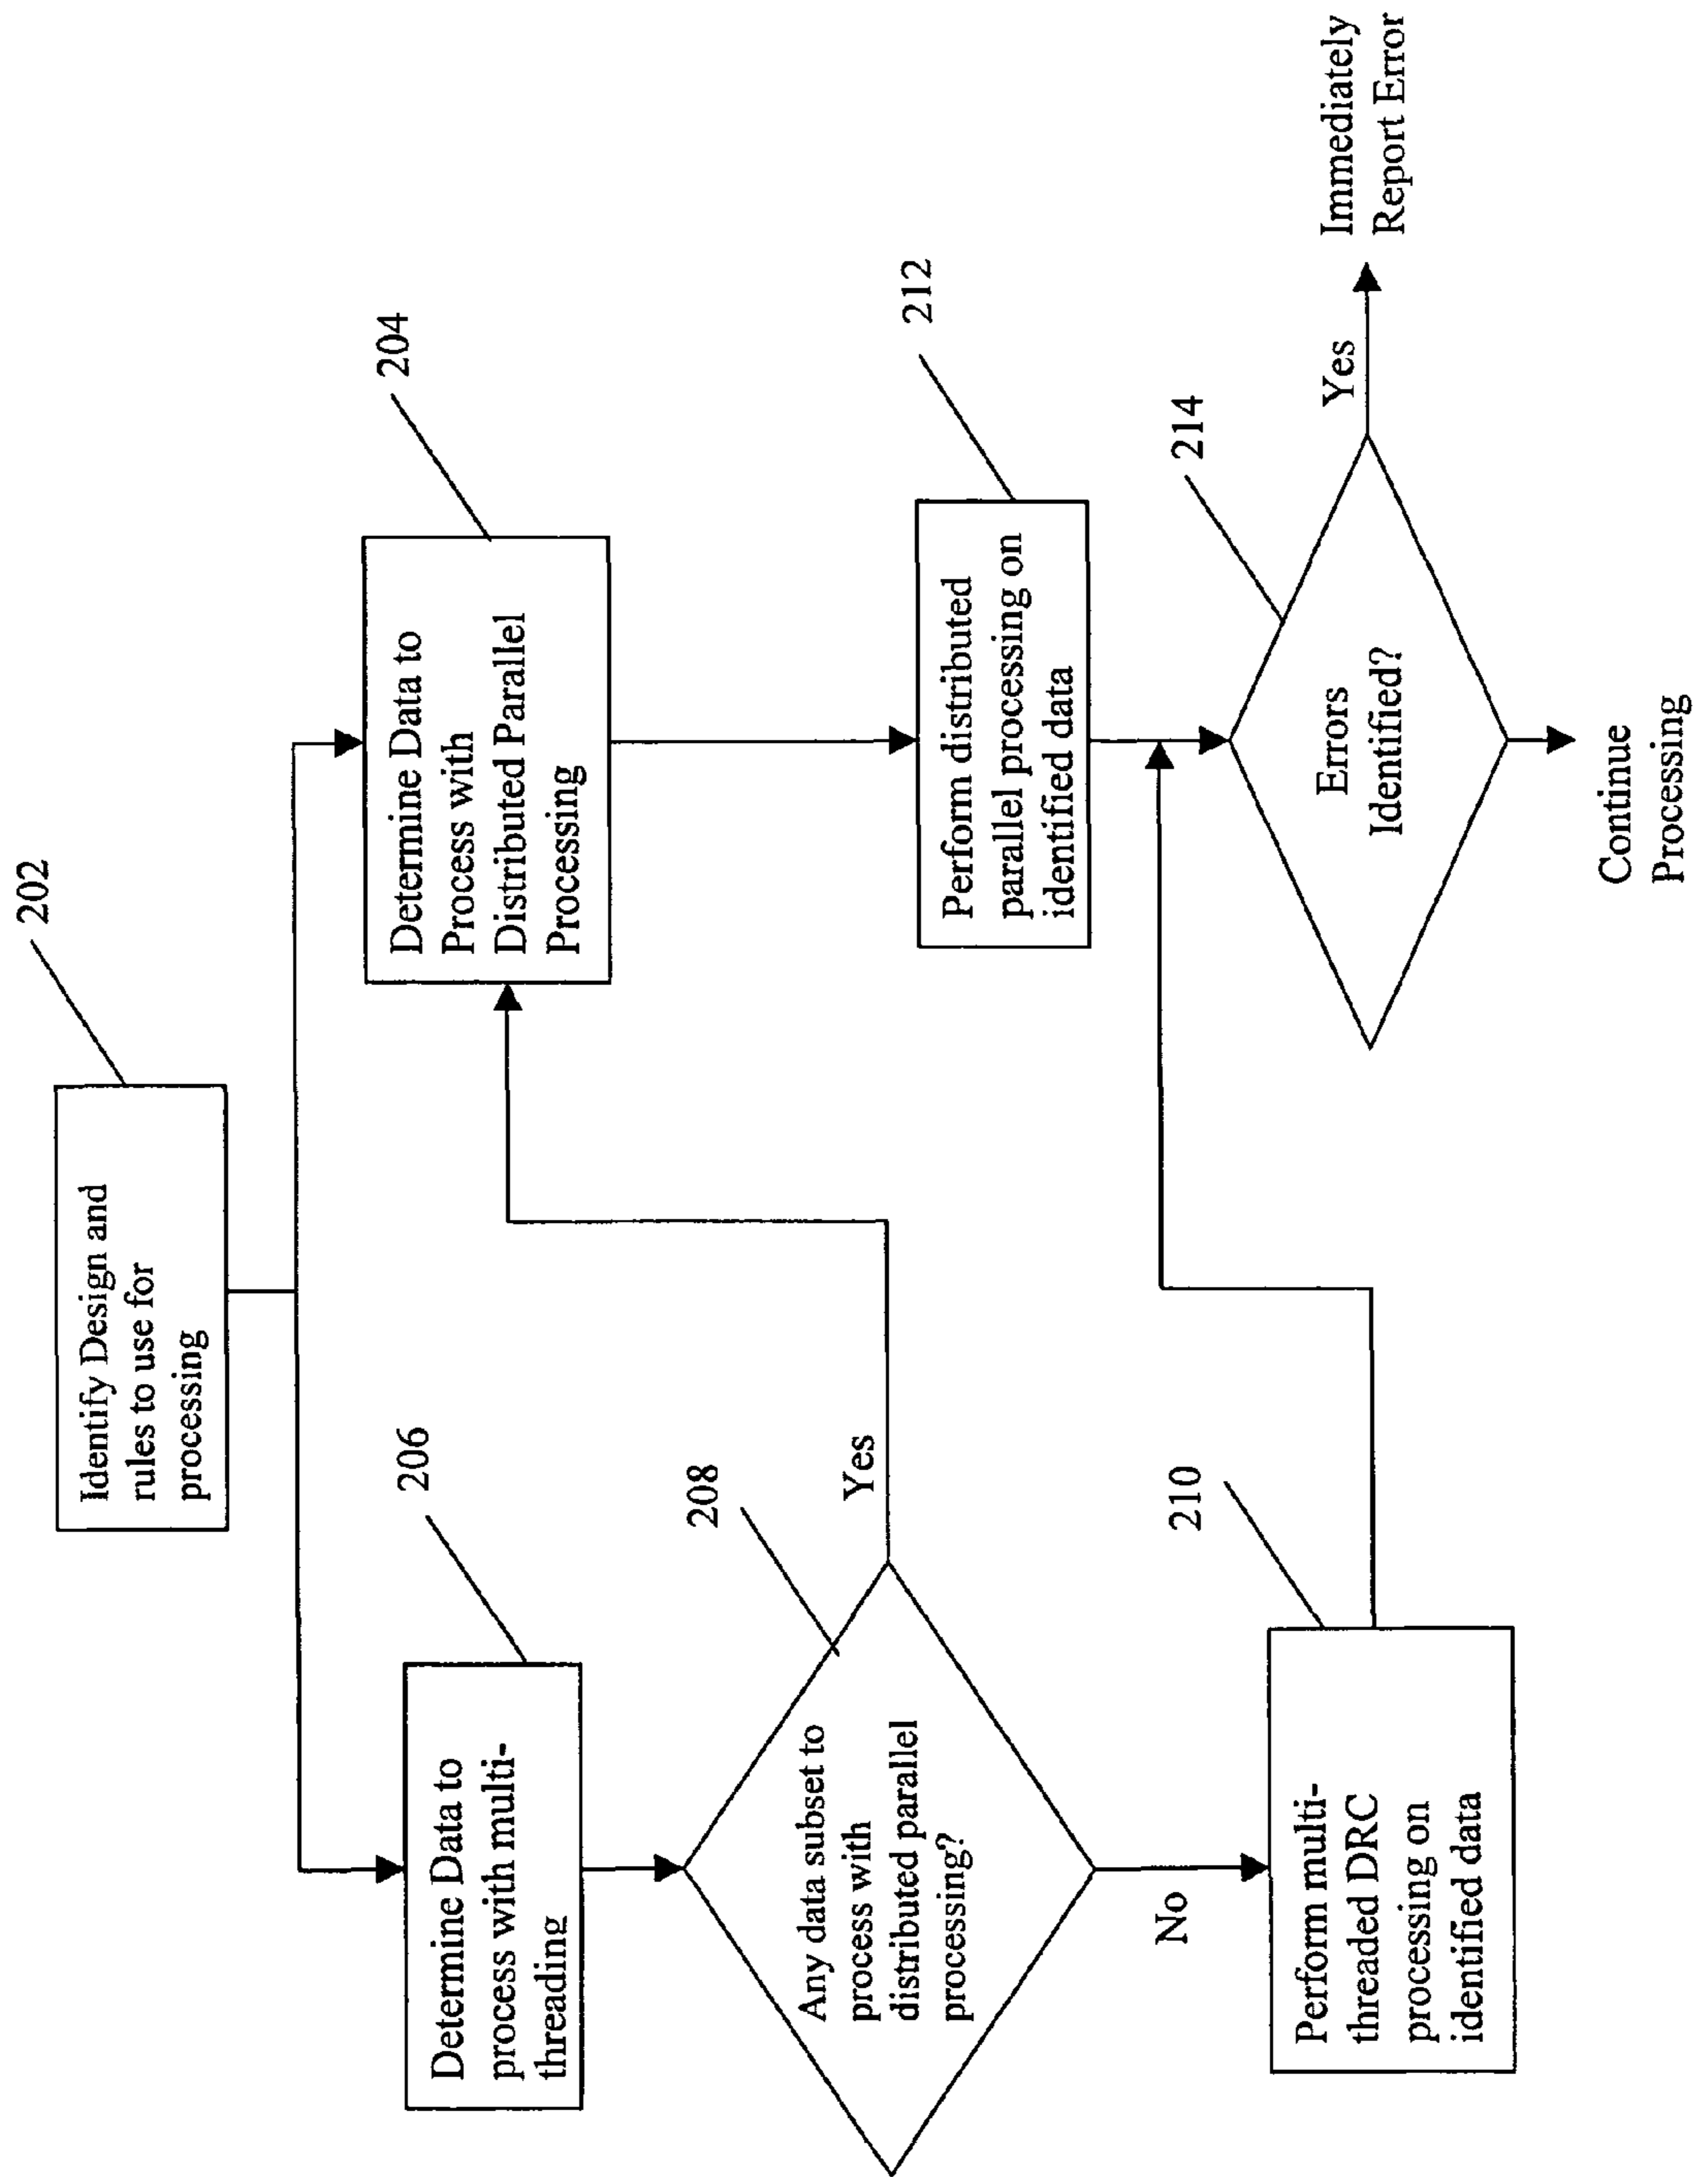 202
Identify Design and
rules to use for
processing
206
Determine Data to
process with multi-
threading
204
Determine Data to
Process with
Distributed Parallel
Processing
208
Any data subset to
process with
distributed parallel
processing?
Yes
No
210
Perform multi-
threaded DRC
processing on
identified data
212
Perform distributed
parallel processing on
identified data
214
Errors
Identified?
Yes
Immediately
Report Error
Continue
Processing